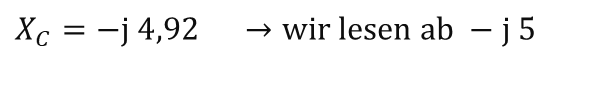 X_C = −j 4,92 → wir lesen ab − j 5